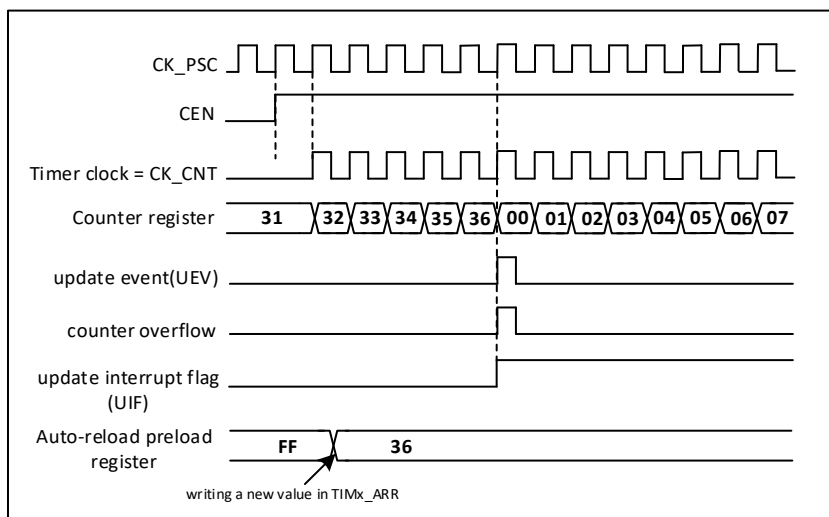 CK_PSC
CEN
Timer clock = CK_CNT
Counter register 31 32 33 34 35 36 00 01 02 03 04 05 06 07
update event(UEV)
counter overflow
update interrupt flag
(UIF)
Auto-reload preload
register
FF 36
writing a new value in TIMx_ARR